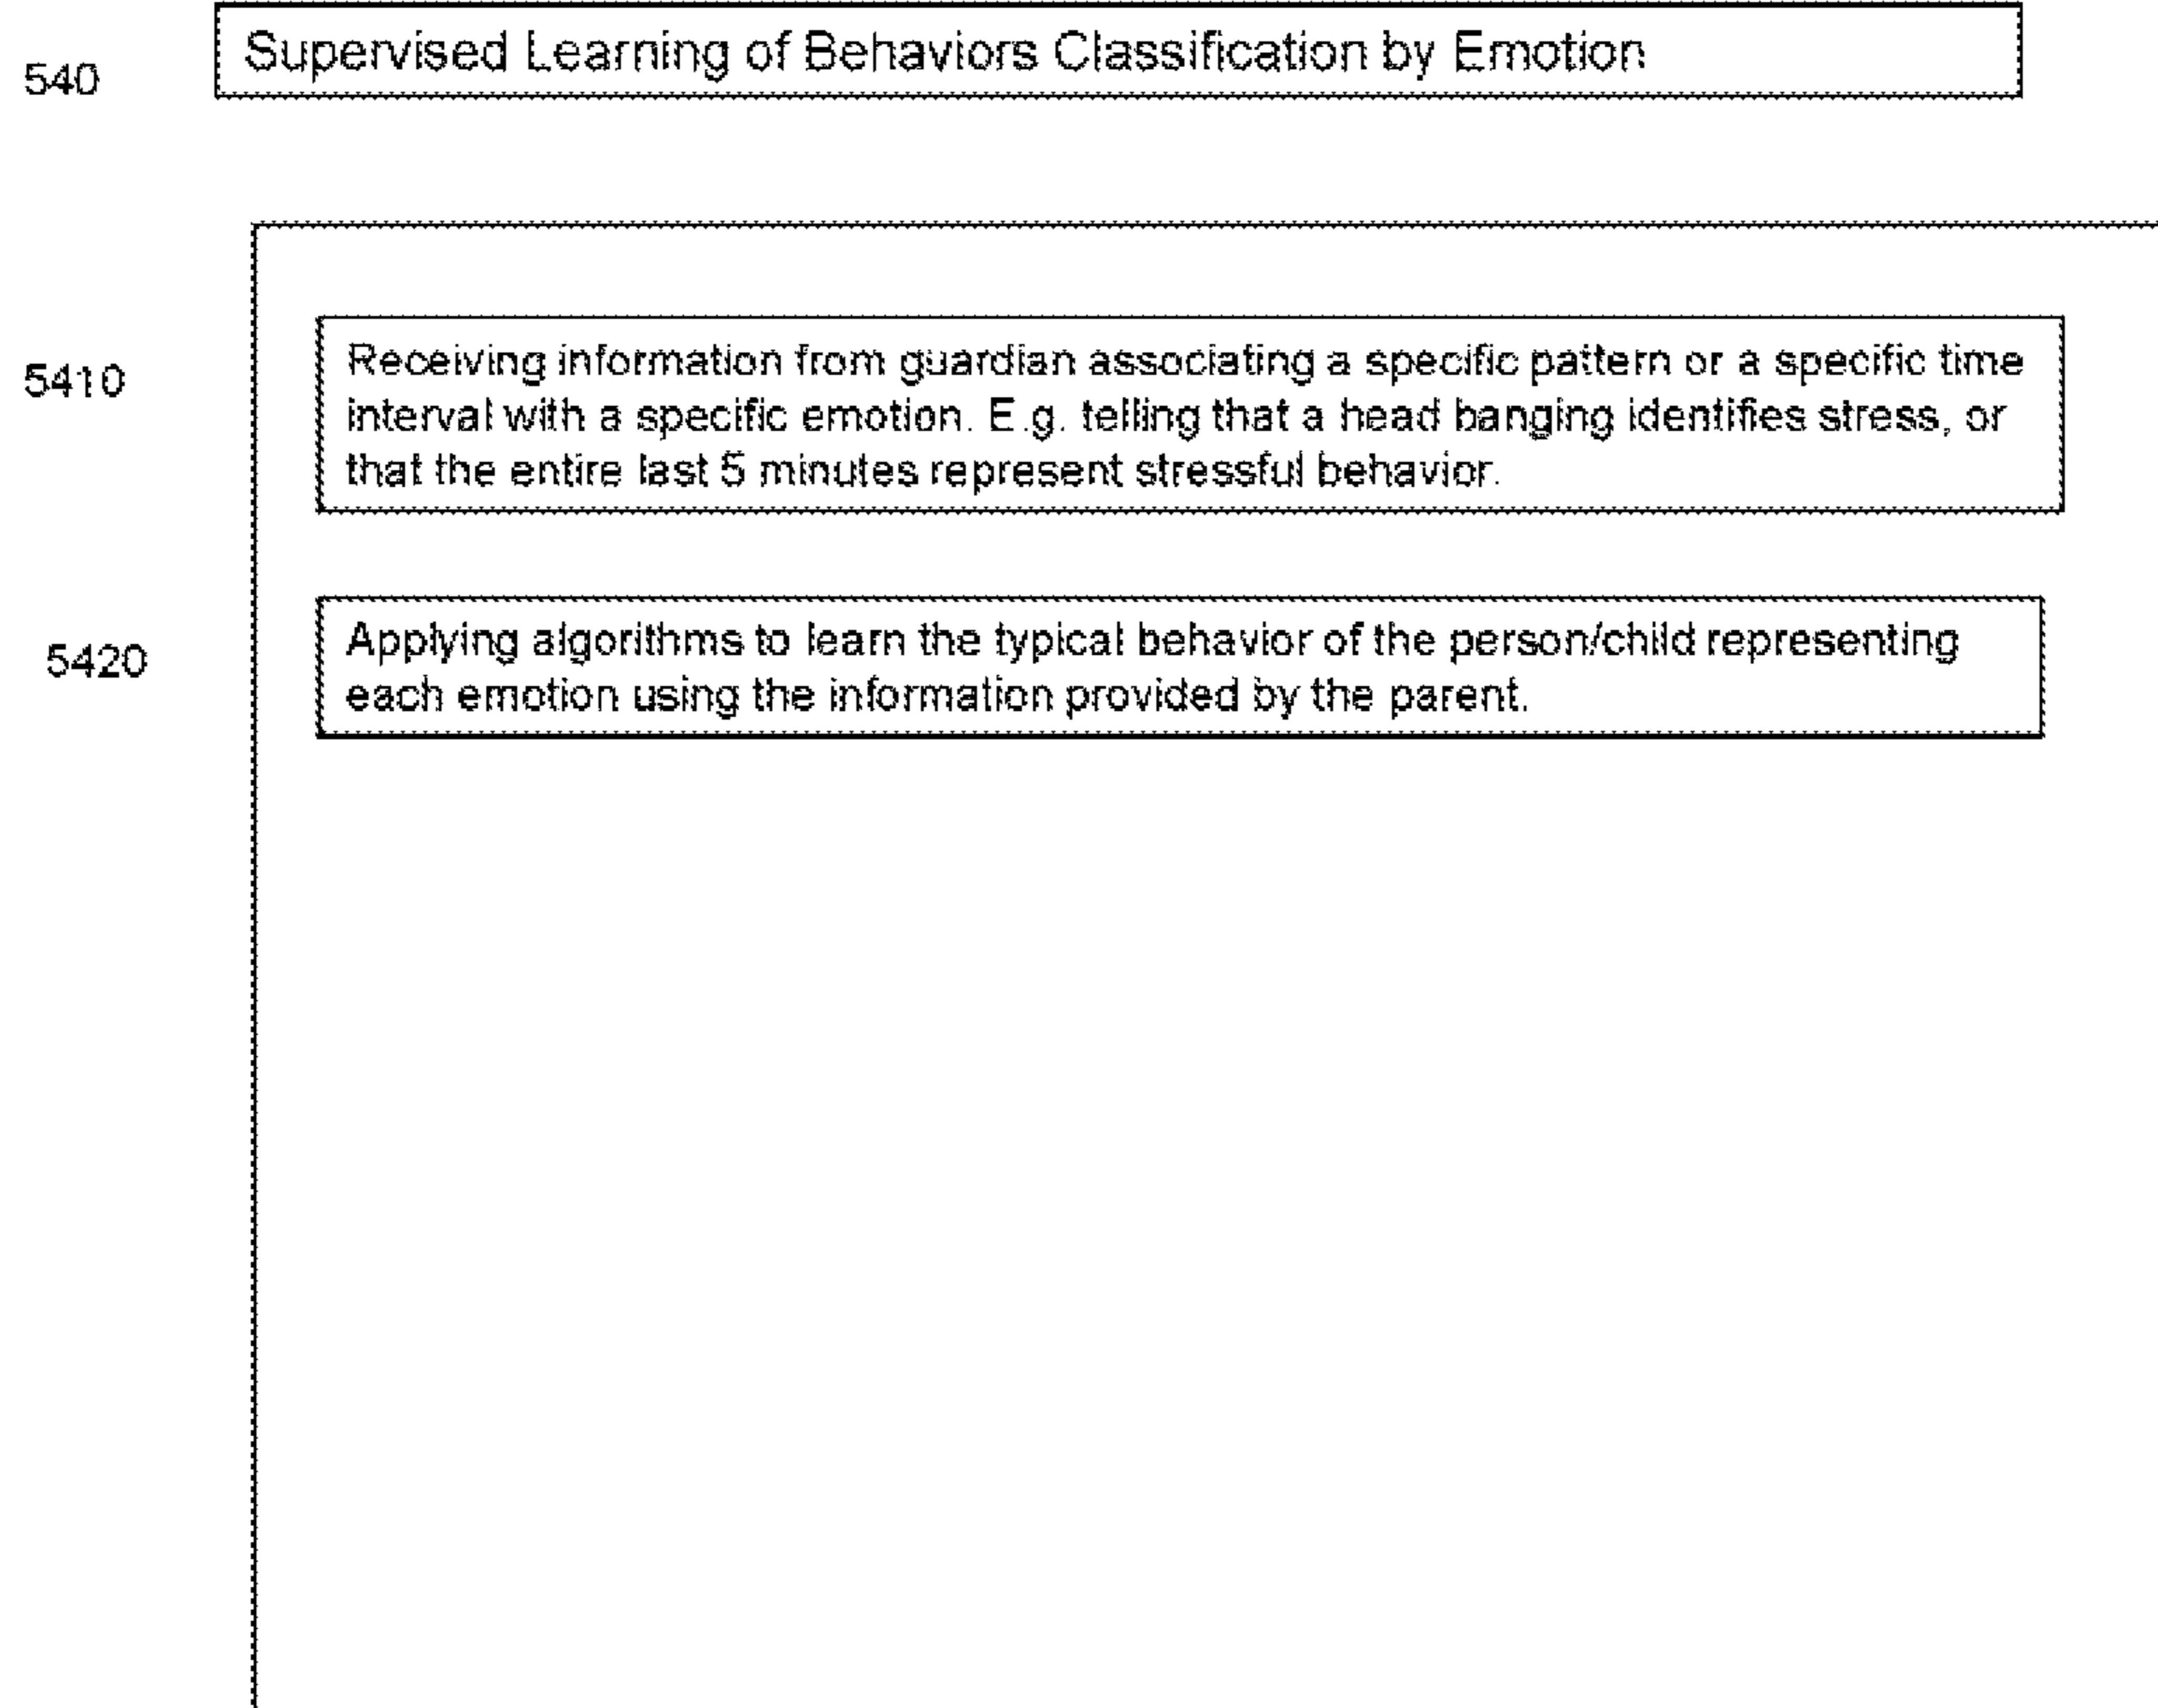 540
Supervised Learning of Behaviors Classification by Emotion
5410
Receiving information from guardian associating a specific pattern or a specific time
interval with a specific emotion. E.g. telling that a head banging identifies stress, or
that the entire last 5 minutes represent stressful behavior.
5420
Applying algorithms to learn the typical behavior of the person/child representing
each emotion using the information provided by the parent.